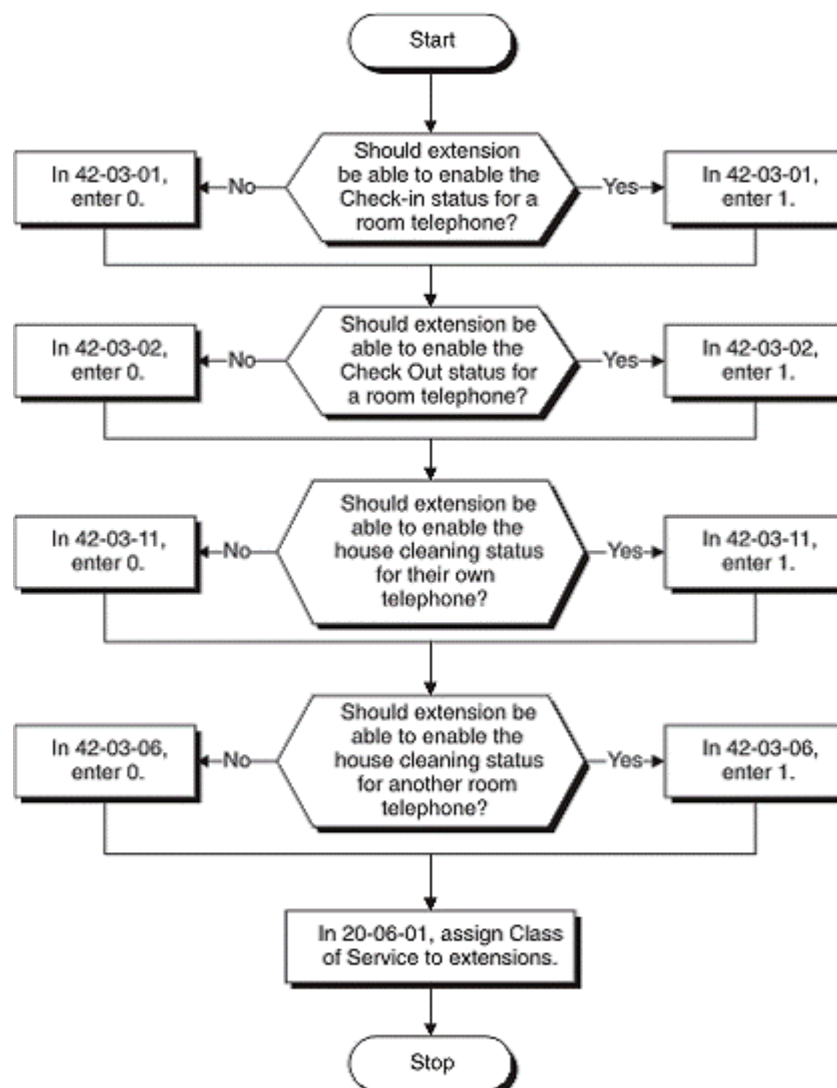 Start
Should extension
be able to enable the
Check-in status for a
room telephone?
No
Yes
In 42-03-01,
enter 0.
In 42-03-01,
enter 1.
Should extension be
able to enable the
Check Out status for
a room telephone?
No
Yes
In 42-03-02,
enter 0.
In 42-03-02,
enter 1.
Should extension be
able to enable the
house cleaning status
for their own
telephone?
No
Yes
In 42-03-11,
enter 0.
In 42-03-11,
enter 1.
Should extension be
able to enable the
house cleaning status
for another room
telephone?
No
Yes
In 42-03-06,
enter 0.
In 42-03-06,
enter 1.
In 20-06-01, assign Class
of Service to extensions.
Stop